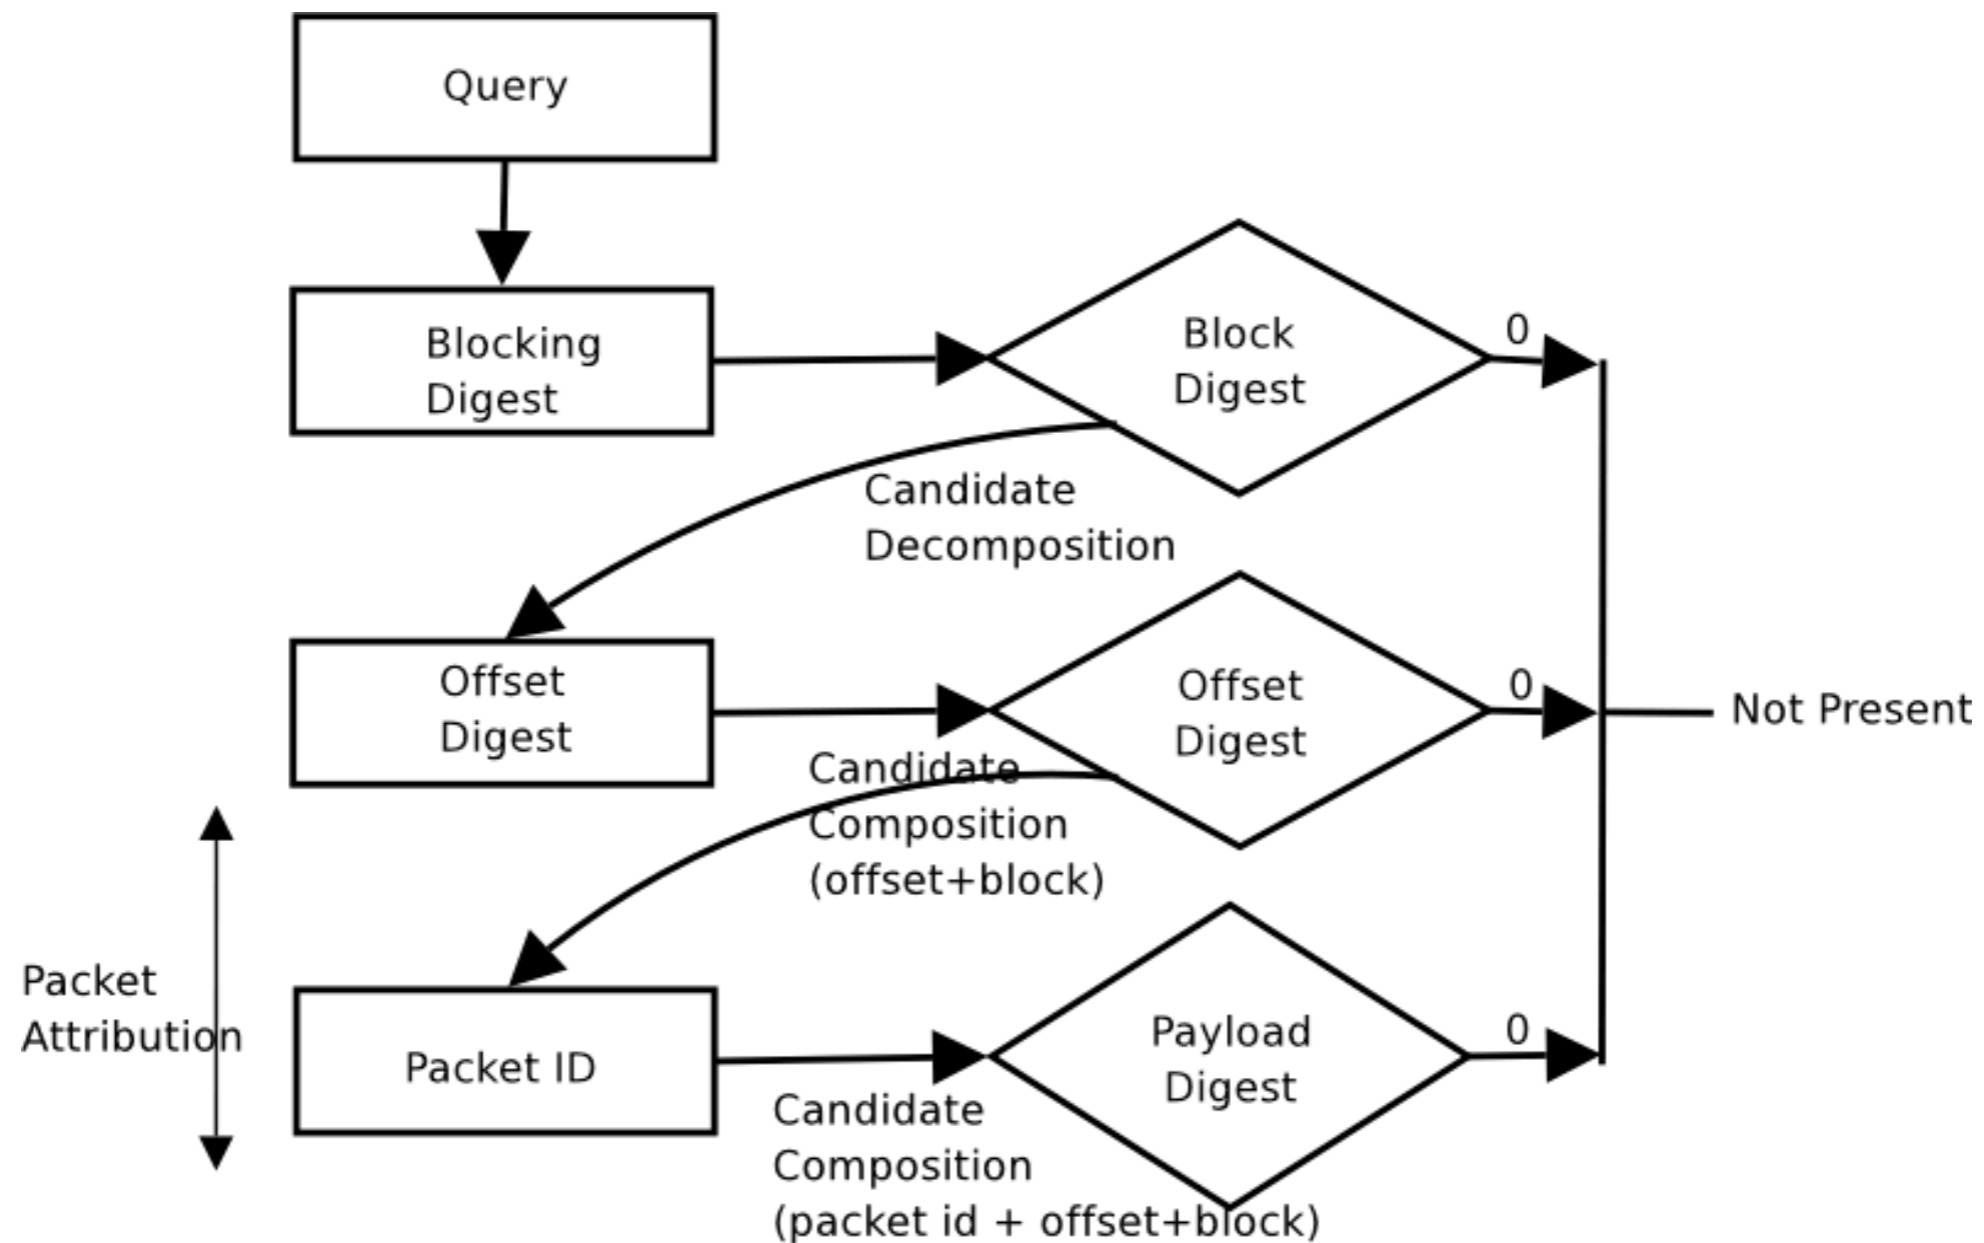 Query
Blocking
Digest
Block
Digest
0
Candidate
Decomposition
Offset
Digest
Offset
Digest
0
Not Present
Candidate
Composition
(offset+block)
Packet
Attribution
Packet ID
Payload
Digest
0
Candidate
Composition
(packet id + offset+block)